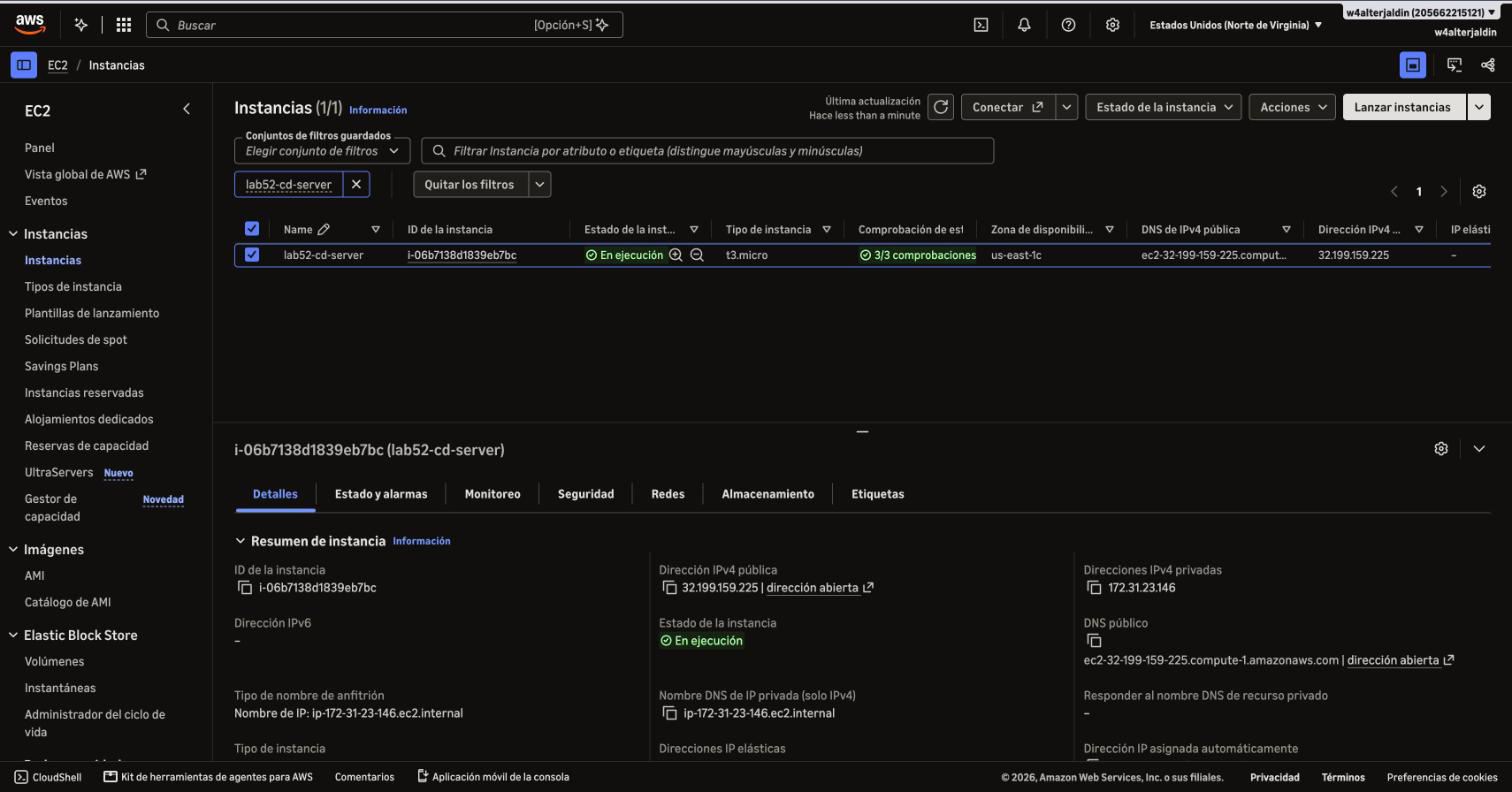 aws
Buscar
[Opción+S]
Estados Unidos (Norte de Virginia)
w4alterjaldin (205662215121)
w4alterjaldin
EC2 / Instancias
EC2
Panel
Vista global de AWS
Eventos
Instancias
Instancias
Tipos de instancia
Plantillas de lanzamiento
Solicitudes de spot
Savings Plans
Instancias reservadas
Alojamientos dedicados
Reservas de capacidad
UltraServers Nuevo
Gestor de capacidad Novedad
Imágenes
AMI
Catálogo de AMI
Elastic Block Store
Volúmenes
Instantáneas
Administrador del ciclo de
vida
Instancias (1/1) Información
Última actualización
Hace less than a minute
Conectar
Estado de la instancia
Acciones
Lanzar instancias
Conjuntos de filtros guardados
Elegir conjunto de filtros
Filtrar Instancia por atributo o etiqueta (distingue mayúsculas y minúsculas)
lab52-cd-server
Quitar los filtros
1
Name ID de la instancia Estado de la inst... Tipo de instancia Comprobación de est Zona de disponibili... DNS de IPv4 pública Dirección IPv4 ... IP elásti
lab52-cd-server i-06b7138d1839eb7bc En ejecución t3.micro 3/3 comprobaciones us-east-1c ec2-32-199-159-225.comput... 32.199.159.225 –
i-06b7138d1839eb7bc (lab52-cd-server)
Detalles Estado y alarmas Monitoreo Seguridad Redes Almacenamiento Etiquetas
Resumen de instancia Información
ID de la instancia
i-06b7138d1839eb7bc
Dirección IPv4 pública
32.199.159.225 | dirección abierta
Direcciones IPv4 privadas
172.31.23.146
Dirección IPv6
–
Estado de la instancia
En ejecución
DNS público
ec2-32-199-159-225.compute-1.amazonaws.com | dirección abierta
Tipo de nombre de anfitrión
Nombre de IP: ip-172-31-23-146.ec2.internal
Nombre DNS de IP privada (solo IPv4)
ip-172-31-23-146.ec2.internal
Responder al nombre DNS de recurso privado
–
Tipo de instancia
Direcciones IP elásticas
Dirección IP asignada automáticamente
CloudShell
Kit de herramientas de agentes para AWS
Comentarios
Aplicación móvil de la consola
© 2026, Amazon Web Services, Inc. o sus filiales.
Privacidad
Términos
Preferencias de cookies